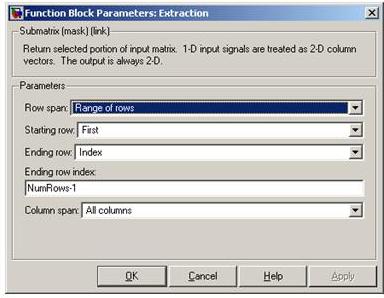 Function Block Parameters: Extraction
Submatrix (mask) (link)
Return selected portion of input matrix. 1-D input signals are treated as 2-D column
vectors. The output is always 2-D.
Parameters
Row span: Range of rows
Starting row: First
Ending row: Index
Ending row index:
NumRows-1
Column span: All columns
OK Cancel Help Apply